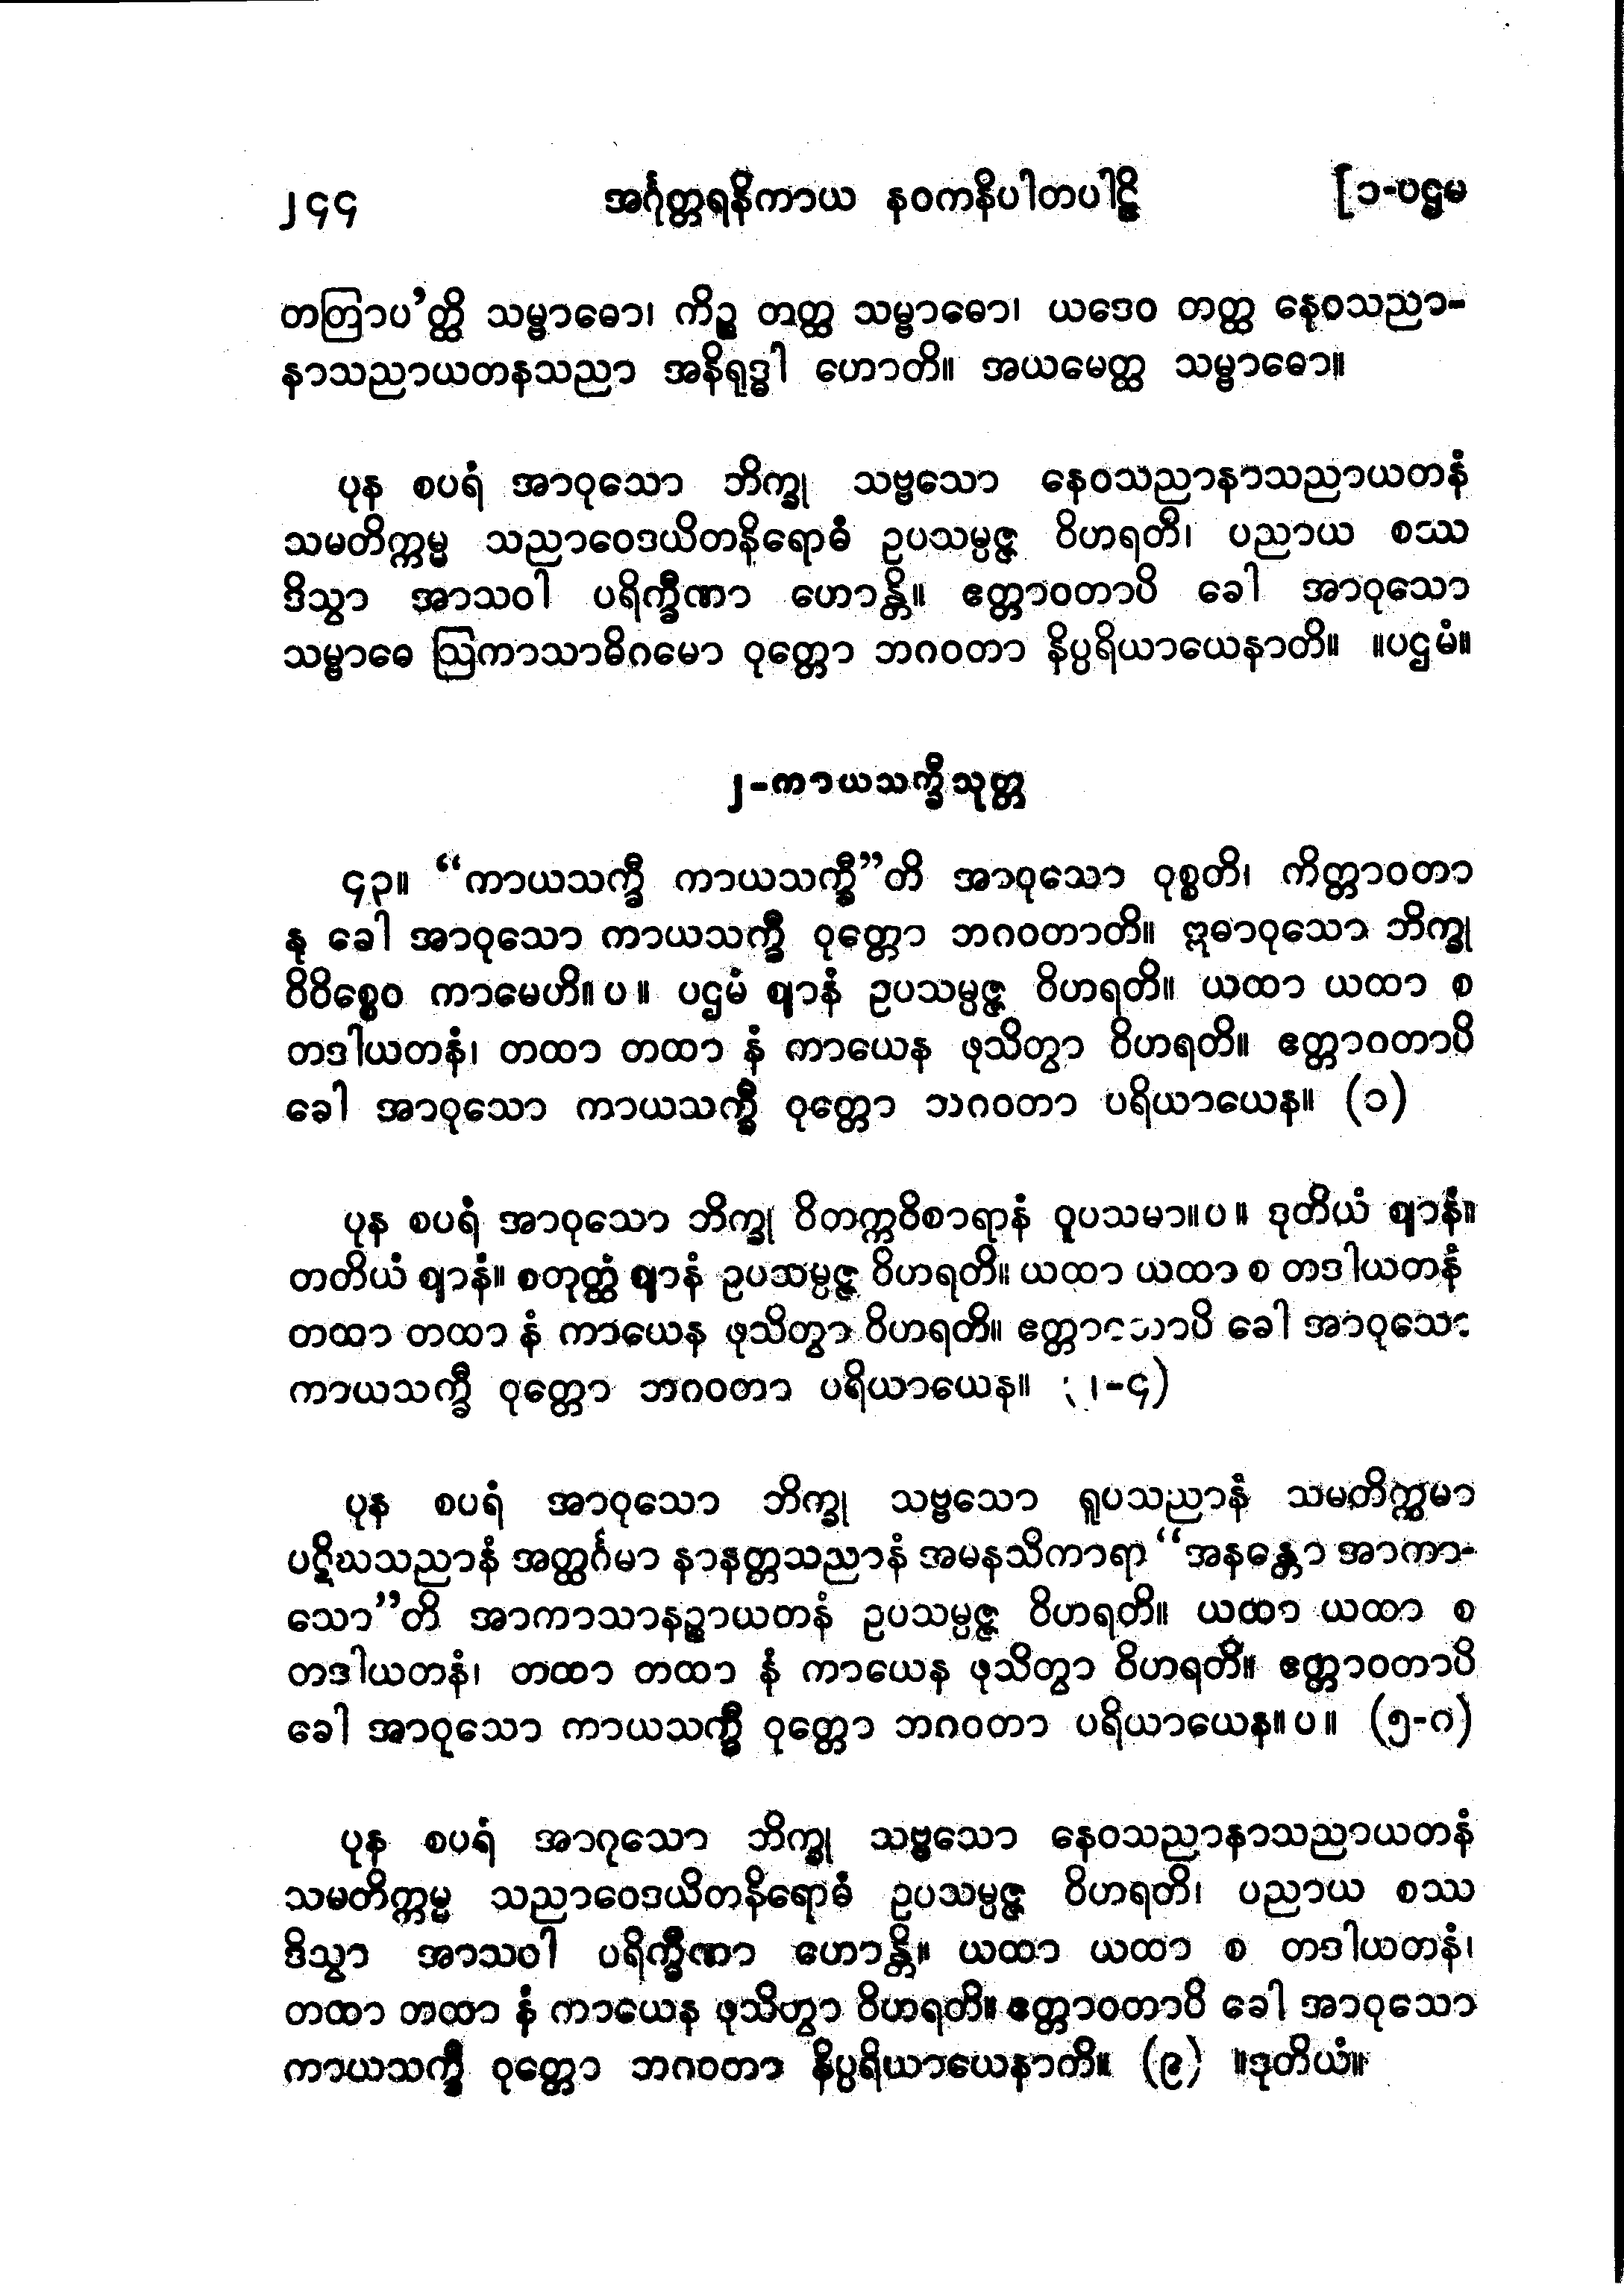 ၂၄၄ အင်္ဂုတ္တရနိကာယ နဝကနိပါတပါဠိ [၁-ပဌမ
တတြာပ’တ္ထိ သမ္ဗာဓော၊ ကိဉ္စ တတ္ထ သမ္ဗာဓော၊ ယဒေဝ တတ္ထ နေဝသညာ-
နာသညာယတနသညာ အနိရုဒ္ဓါ ဟောတိ။ အယမေတ္ထ သမ္ဗာဓော။
ပုန စပရံ အာဝုသော ဘိက္ခု သဗ္ဗသော နေဝသညာနာသညာယတနံ
သမတိက္ကမ္မ သညာဝေဒယိတနိရောဓံ ဥပသမ္ပဇ္ဇ ဝိဟရတိ၊ ပညာယ စဿ
ဒိသွာ အာသဝါ ပရိက္ခီဏာ ဟောန္တိ။ ဧတ္တာဝတာပိ ခေါ အာဝုသော
သမ္ဗာဓေ ဩကာသာဓိဂမော ဝုတ္တော ဘဂဝတာ နိပ္ပရိယာယေနာတိ။ ။ပဌမံ။
၂-ကာယသက္ခီသုတ္တ
၄၃။ “ကာယသက္ခီ ကာယသက္ခီ”တိ အာဝုသော ဝုစ္စတိ၊ ကိတ္တာဝတာ
နု ခေါ အာဝုသော ကာယသက္ခီ ဝုတ္တော ဘဂဝတာတိ။ ဣဓာဝုသော ဘိက္ခု
ဝိဝိစ္စေဝ ကာမေဟိ။ပ။ ပဌမံ ဈာနံ ဥပသမ္ပဇ္ဇ ဝိဟရတိ။ ယထာ ယထာ စ
တဒါယတနံ၊ တထာ တထာ နံ ကာယေန ဖုသိတွာ ဝိဟရတိ။ ဧတ္တာဝတာပိ
ခေါ အာဝုသော ကာယသက္ခီ ဝုတ္တော ဘဂဝတာ ပရိယာယေန။ (၁)
ပုန စပရံ အာဝုသော ဘိက္ခု ဝိတက္ကဝိစာရာနံ ဝူပသမာ။ပ။ ဒုတိယံ ဈာနံ။
တတိယံ ဈာနံ။ စတုတ္ထံ ဈာနံ ဥပသမ္ပဇ္ဇ ဝိဟရတိ။ ယထာ ယထာ စ တဒါယတနံ
တထာ တထာ နံ ကာယေန ဖုသိတွာ ဝိဟရတိ။ ဧတ္တာဝတာပိ ခေါ အာဝုသော
ကာယသက္ခီ ဝုတ္တော ဘဂဝတာ ပရိယာယေန။ (၂-၄)
ပုန စပရံ အာဝုသော ဘိက္ခု သဗ္ဗသော ရူပသညာနံ သမတိက္ကမာ
ပဋိဃသညာနံ အတ္ထင်္ဂမာ နာနတ္တသညာနံ အမနသိကာရာ “အနန္တော အာကာ-
သော”တိ အာကာသာနဉ္စာယတနံ ဥပသမ္ပဇ္ဇ ဝိဟရတိ။ ယထာ ယထာ စ
တဒါယတနံ၊ တထာ တထာ နံ ကာယေန ဖုသိတွာ ဝိဟရတိ။ ဧတ္တာဝတာပိ
ခေါ အာဝုသော ကာယသက္ခီ ဝုတ္တော ဘဂဝတာ ပရိယာယေန။ပ။ (၅-၈)
ပုန စပရံ အာဝုသော ဘိက္ခု သဗ္ဗသော နေဝသညာနာသညာယတနံ
သမတိက္ကမ္မ သညာဝေဒယိတနိရောဓံ ဥပသမ္ပဇ္ဇ ဝိဟရတိ၊ ပညာယ စဿ
ဒိသွာ အာသဝါ ပရိက္ခီဏာ ဟောန္တိ။ ယထာ ယထာ စ တဒါယတနံ၊
တထာ တထာ နံ ကာယေန ဖုသိတွာ ဝိဟရတိ။ ဧတ္တာဝတာပိ ခေါ အာဝုသော
ကာယသက္ခီ ဝုတ္တော ဘဂဝတာ နိပ္ပရိယာယေနာတိ။ (၉) ။ဒုတိယံ။